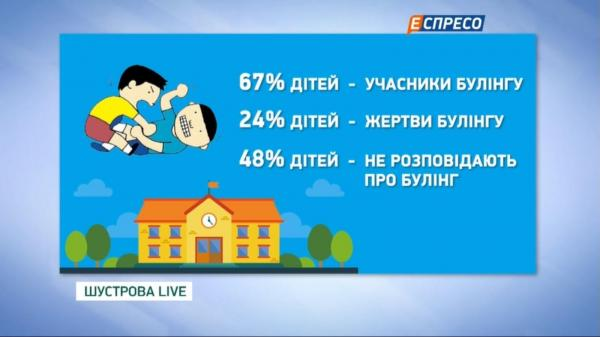 ЕСПРЕСО
67% ДІТЕЙ - УЧАСНИКИ БУЛІНГУ
24% ДІТЕЙ - ЖЕРТВИ БУЛІНГУ
48% ДІТЕЙ - НЕ РОЗПОВІДАЮТЬ
ПРО БУЛІНГ
ШУСТРОВА LIVE